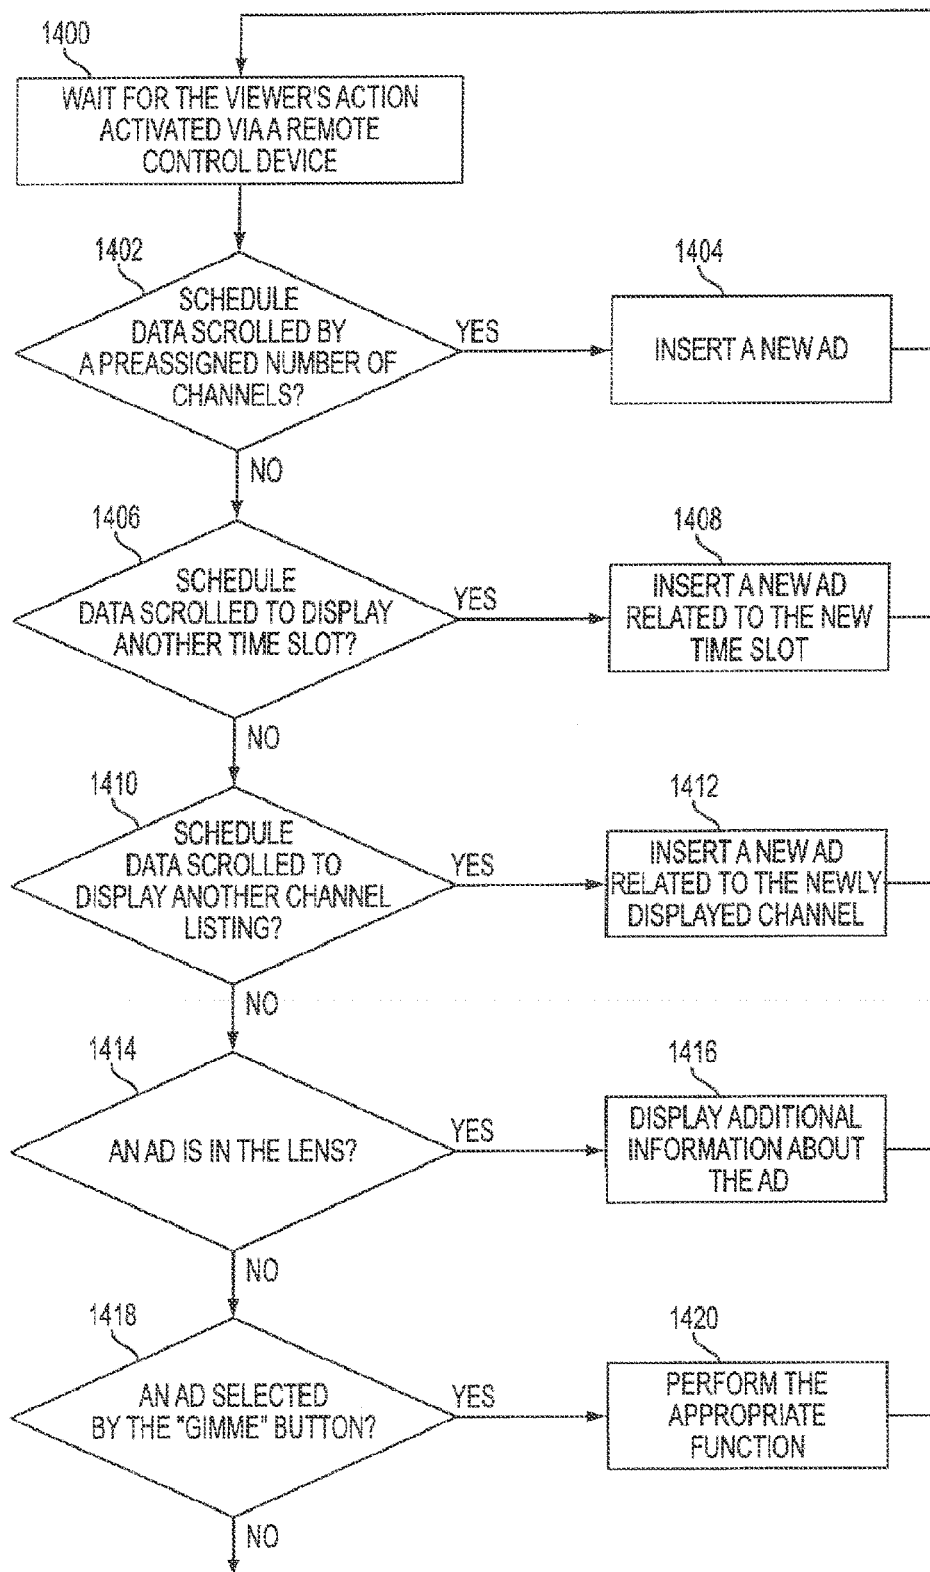 1400
WAIT FOR THE VIEWER'S ACTION
ACTIVATED VIA A REMOTE
CONTROL DEVICE
1402
SCHEDULE
DATA SCROLLED BY
A PREASSIGNED NUMBER OF
CHANNELS?
YES
1404
INSERT A NEW AD
NO
1406
SCHEDULE
DATA SCROLLED TO DISPLAY
ANOTHER TIME SLOT?
YES
1408
INSERT A NEW AD
RELATED TO THE NEW
TIME SLOT
NO
1410
SCHEDULE
DATA SCROLLED TO
DISPLAY ANOTHER CHANNEL
LISTING?
YES
1412
INSERT A NEW AD
RELATED TO THE NEWLY
DISPLAYED CHANNEL
NO
1414
AN AD IS IN THE LENS?
YES
1416
DISPLAY ADDITIONAL
INFORMATION ABOUT
THE AD
NO
1418
AN AD SELECTED
BY THE "GIMME" BUTTON?
YES
1420
PERFORM THE
APPROPRIATE
FUNCTION
NO